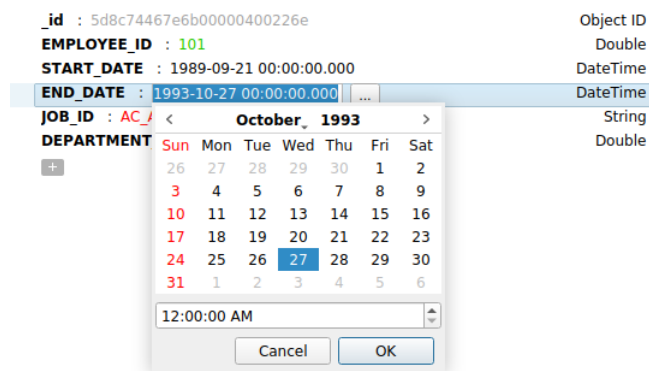 _id : 5d8c74467e6b00000400226e Object ID
EMPLOYEE_ID : 101 Double
START_DATE : 1989-09-21 00:00:00.000 DateTime
END_DATE : 1993-10-27 00:00:00.000 ... DateTime
JOB_ID : AC_A String
DEPARTMENT Double
+
< October 1993 >
Sun Mon Tue Wed Thu Fri Sat
26 27 28 29 30 1 2
3 4 5 6 7 8 9
10 11 12 13 14 15 16
17 18 19 20 21 22 23
24 25 26 27 28 29 30
31 1 2 3 4 5 6
12:00:00 AM
Cancel OK